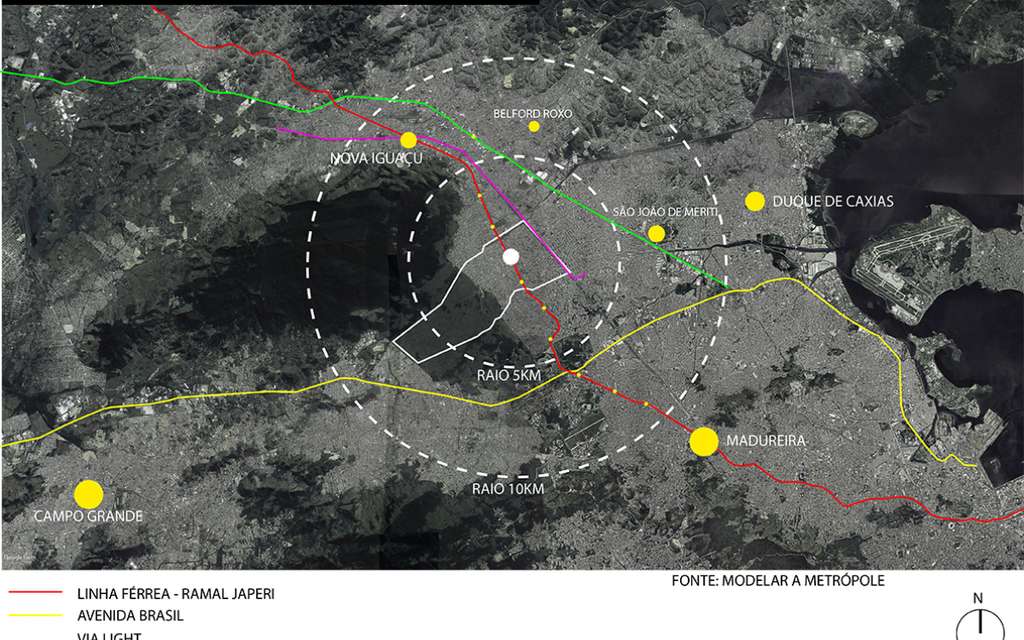 BELFORD ROXO
NOVA IGUAÇU
DUQUE DE CAXIAS
SÃO JOÃO DE MERITI
RAIO 5KM
MADUREIRA
RAIO 10KM
CAMPO GRANDE
FONTE: MODELAR A METRÓPOLE
LINHA FÉRREA - RAMAL JAPERI
N
AVENIDA BRASIL
VIA LIGHT